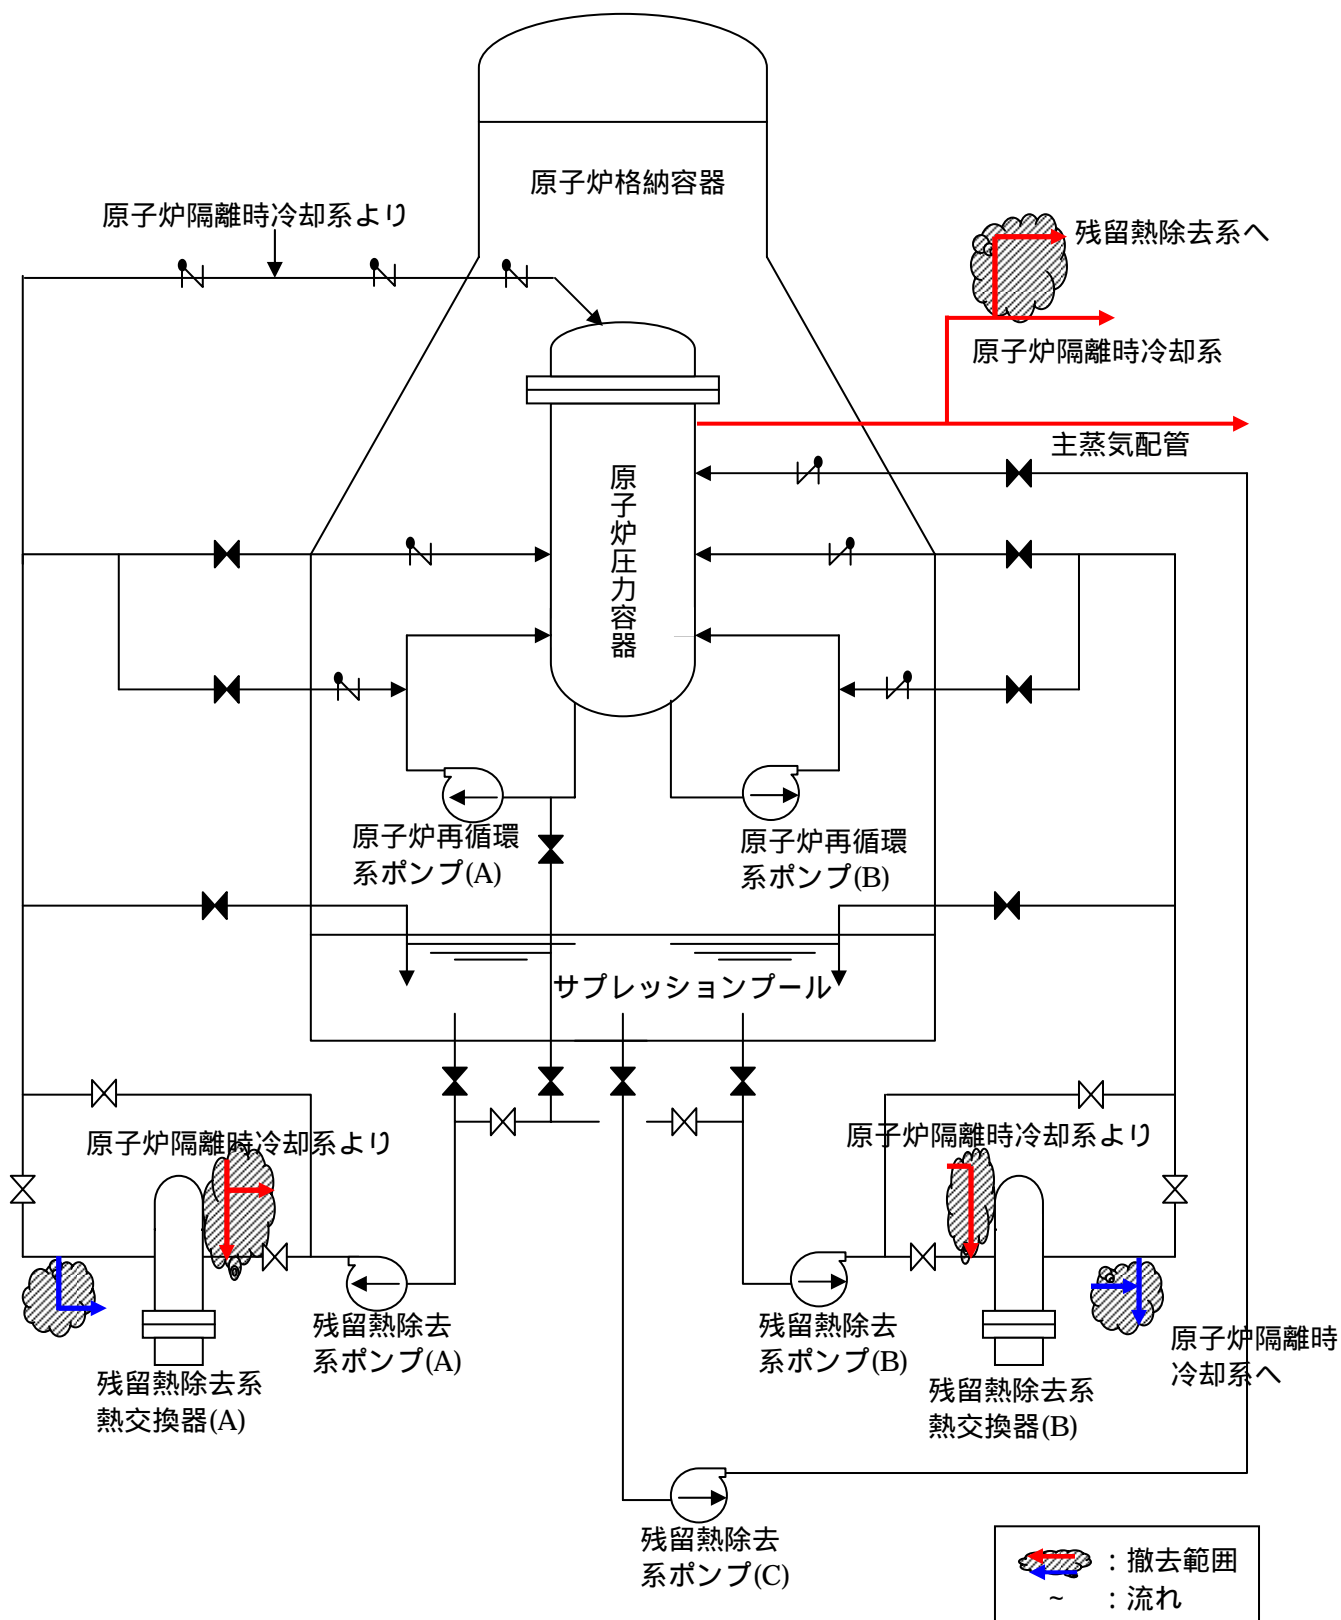 原子炉格納容器
原子炉隔離時冷却系より
残留熱除去系へ
原子炉隔離時冷却系
主蒸気配管
原子炉圧力容器
原子炉再循環
系ポンプ(A)
原子炉再循環
系ポンプ(B)
サプレッションプール
原子炉隔離時冷却系より
原子炉隔離時冷却系より
残留熱除去
系ポンプ(A)
残留熱除去
系ポンプ(B)
原子炉隔離時
冷却系へ
残留熱除去系
熱交換器(A)
残留熱除去系
熱交換器(B)
残留熱除去
系ポンプ(C)
：撤去範囲
~ ：流れ